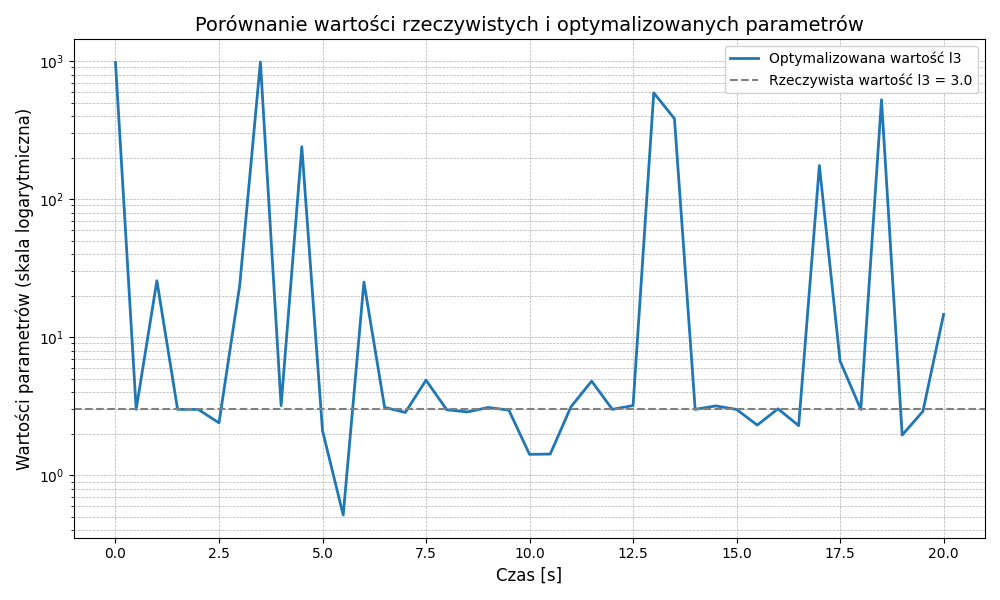 Porównanie wartości rzeczywistych i optymalizowanych parametrów
Optymalizowana wartość l3
Rzeczywista wartość l3 = 3.0
Wartości parametrów (skala logarytmiczna)
10³
10²
10¹
10⁰
0.0 2.5 5.0 7.5 10.0 12.5 15.0 17.5 20.0
Czas [s]